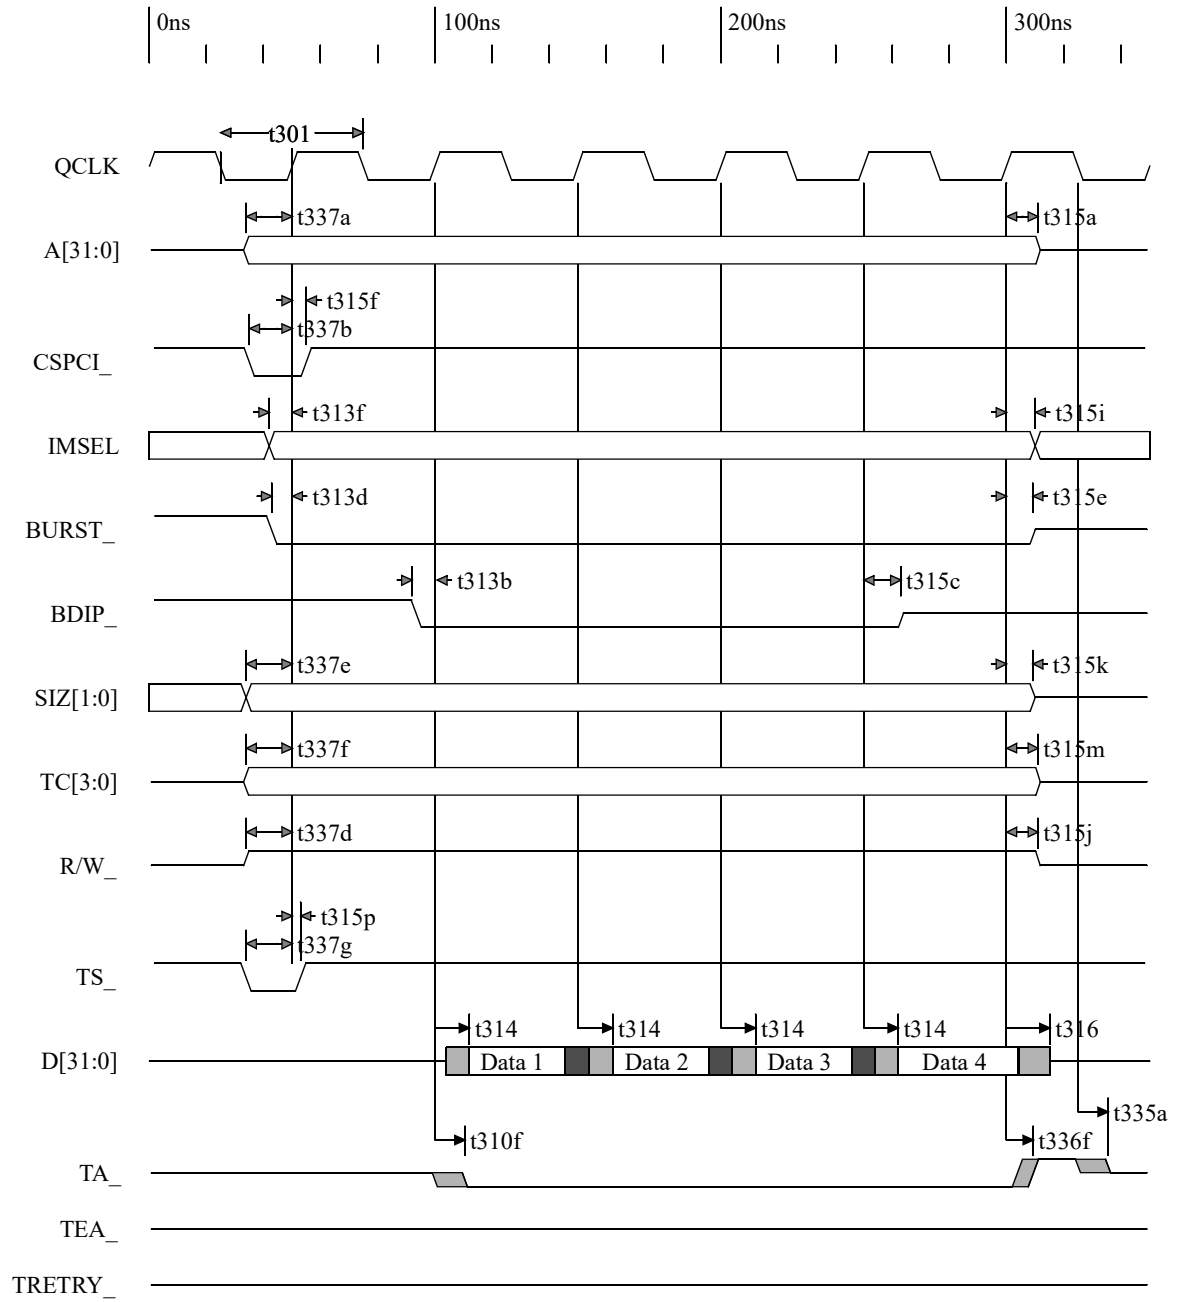 0ns 100ns 200ns 300ns
t301
QCLK
t337a t315a
A[31:0]
t315f
t337b
CSPCI_
t313f t315i
IMSEL
t313d t315e
BURST_
t313b t315c
BDIP_
t337e t315k
SIZ[1:0]
t337f t315m
TC[3:0]
t337d t315j
R/W_
t315p
t337g
TS_
t314 t314 t314 t314 t316
D[31:0] Data 1 Data 2 Data 3 Data 4
t335a
t310f t336f
TA_
TEA_
TRETRY_